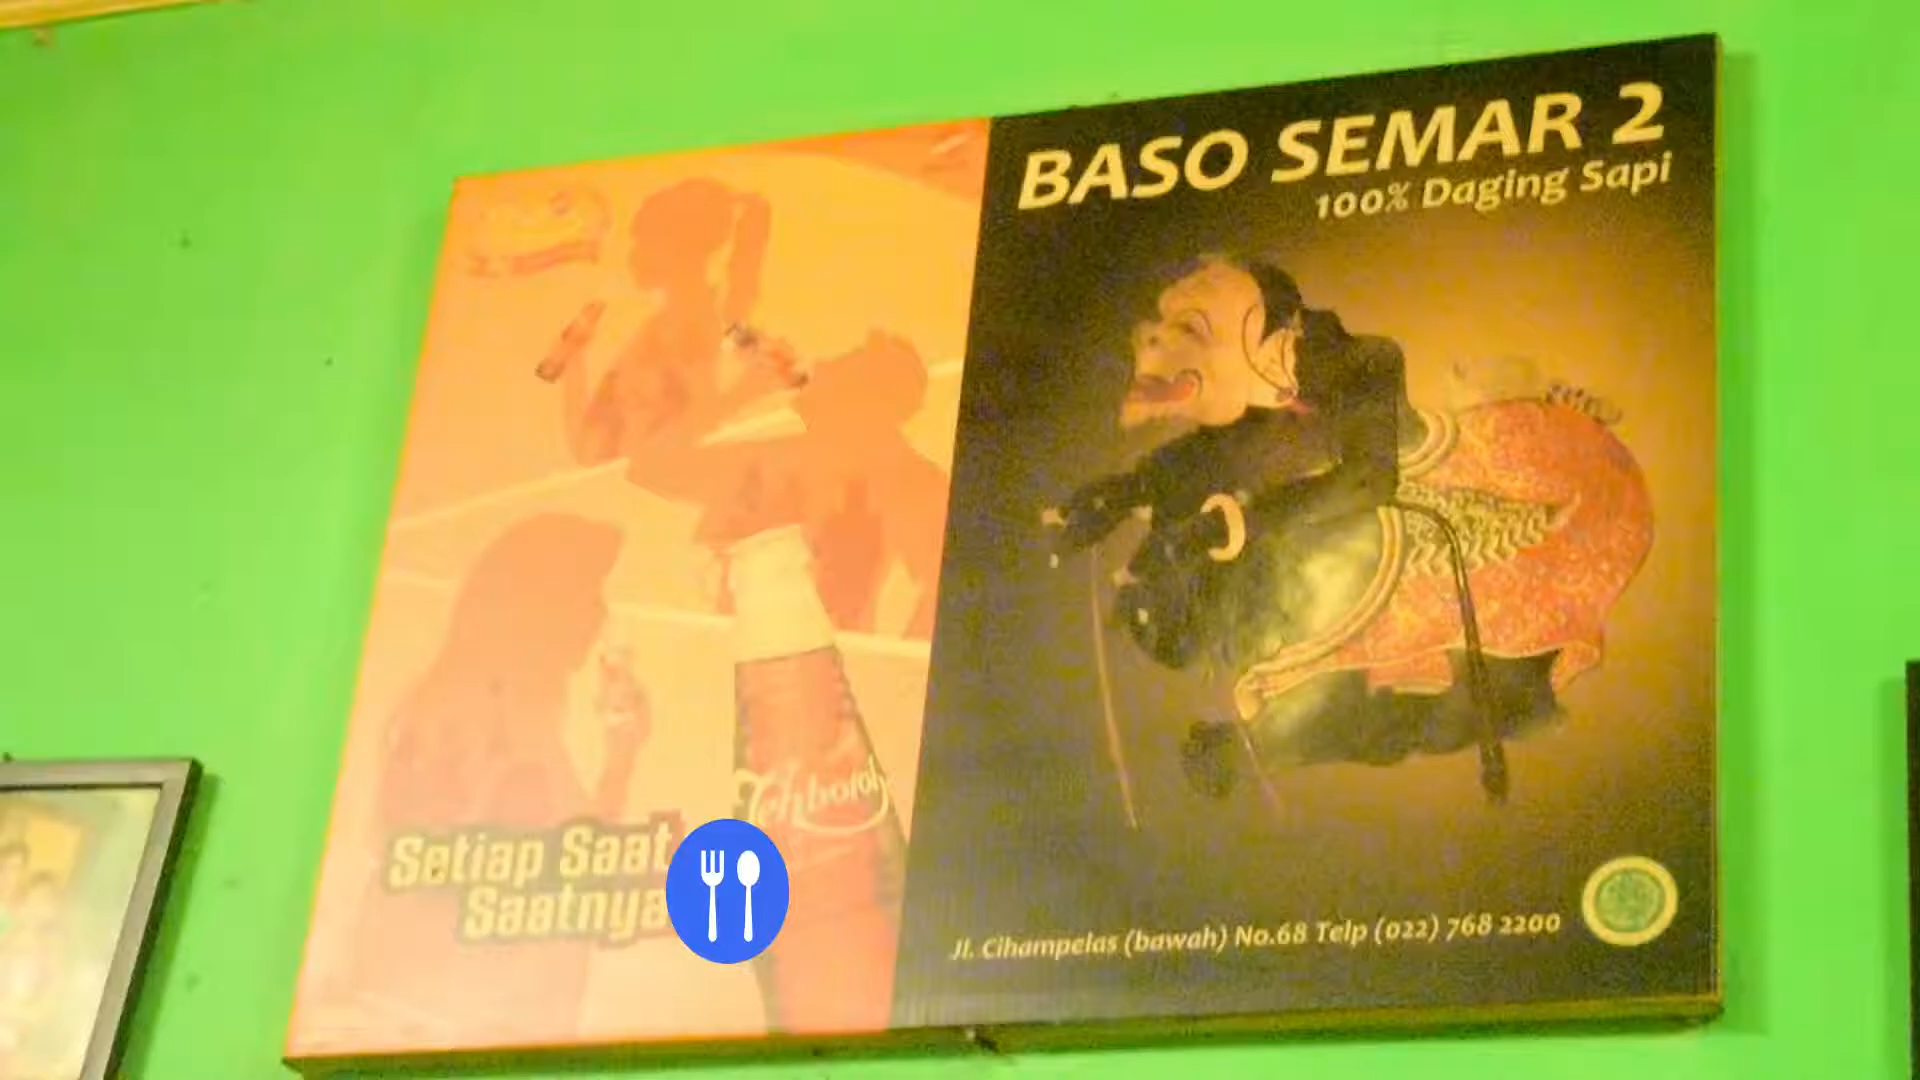 BASO SEMAR 2
100% Daging Sapi
Tehbotol
Setiap Saat
Saatnya
Jl. Cihampelas (bawah) No.68 Telp (022) 768 2200